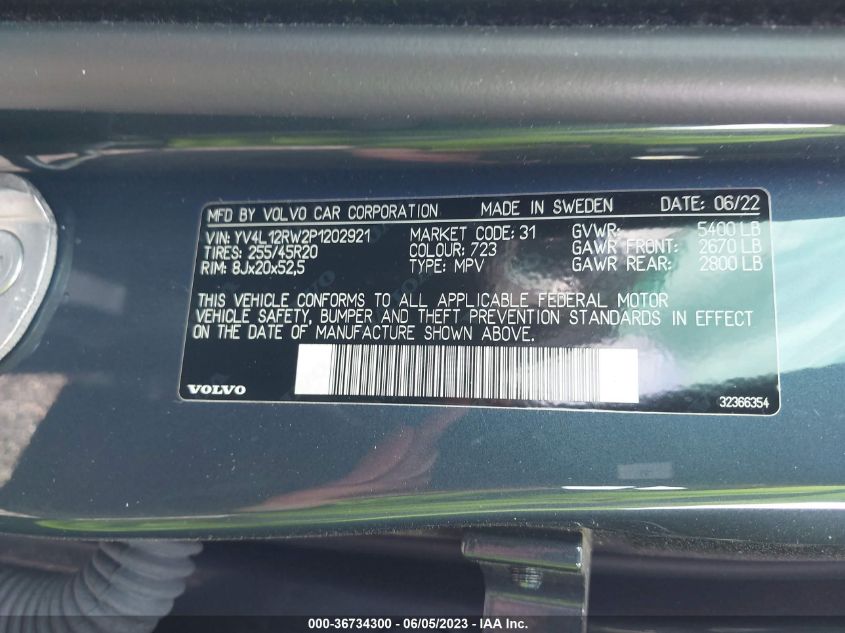 MFD BY VOLVO CAR CORPORATION MADE IN SWEDEN DATE: 06/22
VIN: YV4L12RW2P1202921 MARKET CODE: 31 GVWR: 5400 LB
TIRES: 255/45R20 COLOUR: 723 GAWR FRONT: 2670 LB
RIM: 8Jx20x52,5 TYPE: MPV GAWR REAR: 2800 LB
THIS VEHICLE CONFORMS TO ALL APPLICABLE FEDERAL MOTOR
VEHICLE SAFETY, BUMPER AND THEFT PREVENTION STANDARDS IN EFFECT
ON THE DATE OF MANUFACTURE SHOWN ABOVE.
VOLVO 32366354
000-36734300 - 06/05/2023 - IAA Inc.